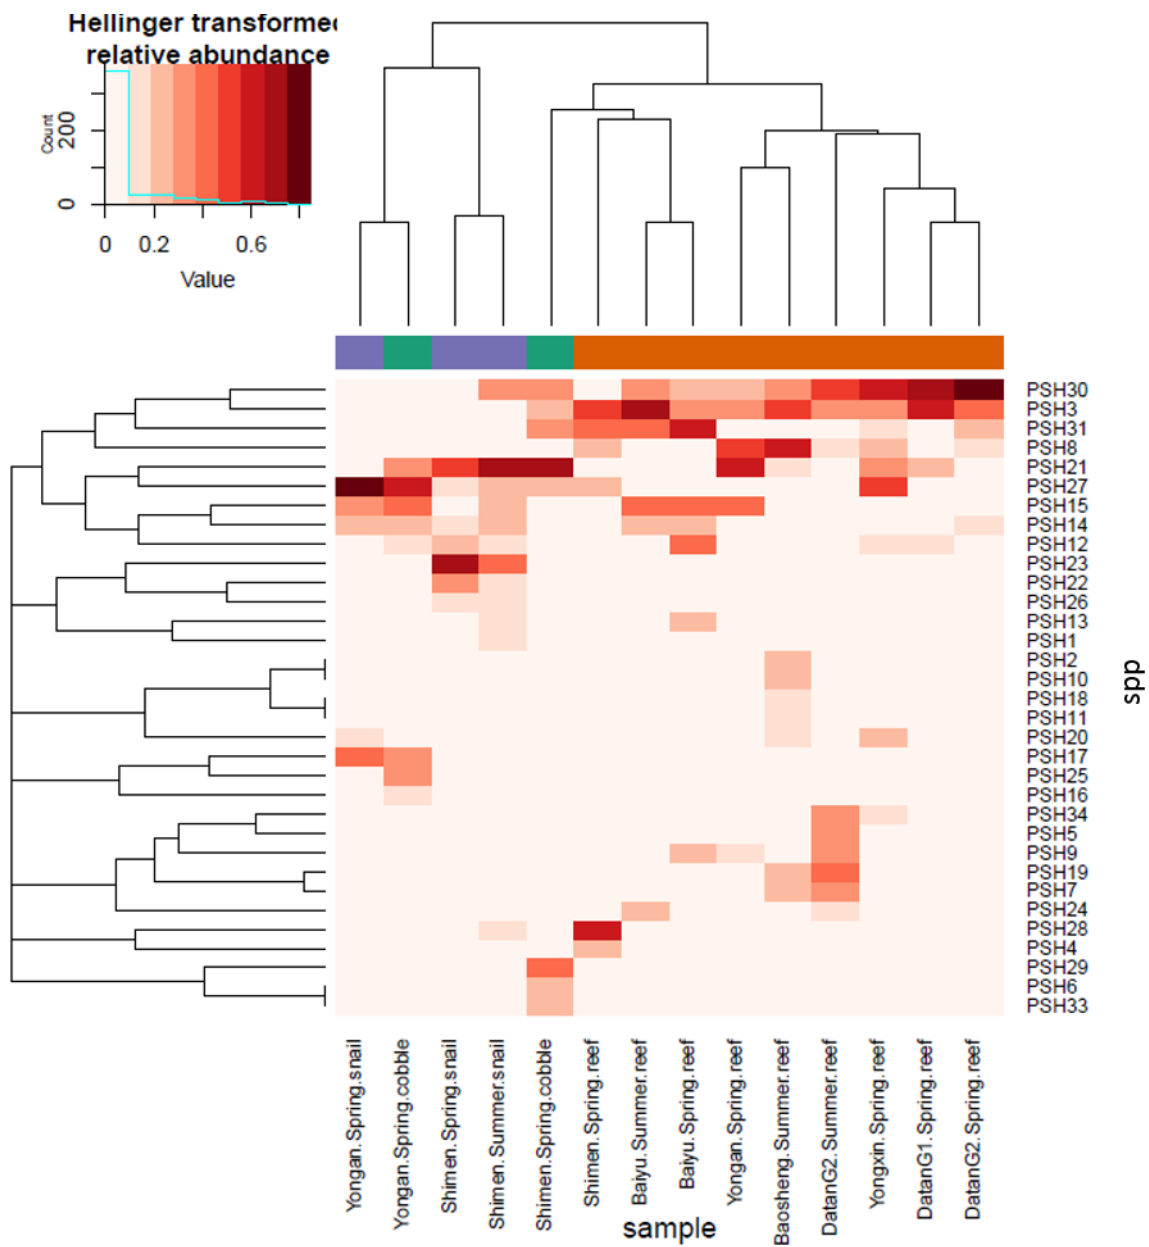 Hellinger transforme
relative abundance
Count
200
0
0 0.2 0.6
Value
PSH30
PSH3
PSH31
PSH8
PSH21
PSH27
PSH15
PSH14
PSH12
PSH23
PSH22
PSH26
PSH13
PSH1
PSH2
PSH10
PSH18
PSH11
PSH20
PSH17
PSH25
PSH16
PSH34
PSH5
PSH9
PSH19
PSH7
PSH24
PSH28
PSH4
PSH29
PSH6
PSH33
spp
Yongan.Spring.snail
Yongan.Spring.cobble
Shimen.Spring.snail
Shimen.Summer.snail
Shimen.Spring.cobble
Shimen.Spring.reef
Baiyu.Summer.reef
Baiyu.Spring.reef
Yongan.Spring.reef
Baosheng.Summer.reef
DatanG2.Summer.reef
Yongxin.Spring.reef
DatanG1.Spring.reef
DatanG2.Spring.reef
sample